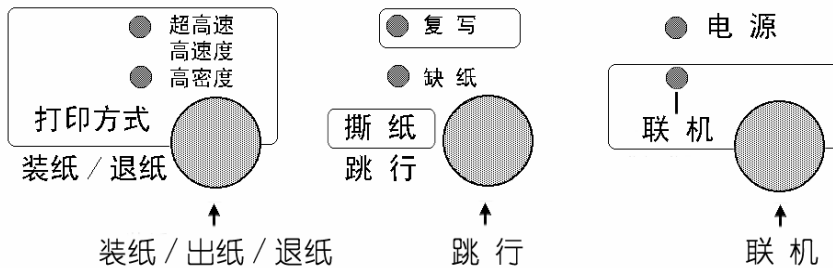 超高速
高速度
高密度
打印方式
装纸/退纸
装纸/出纸/退纸
复写
缺纸
撕纸
跳行
跳行
电源
联机
联机